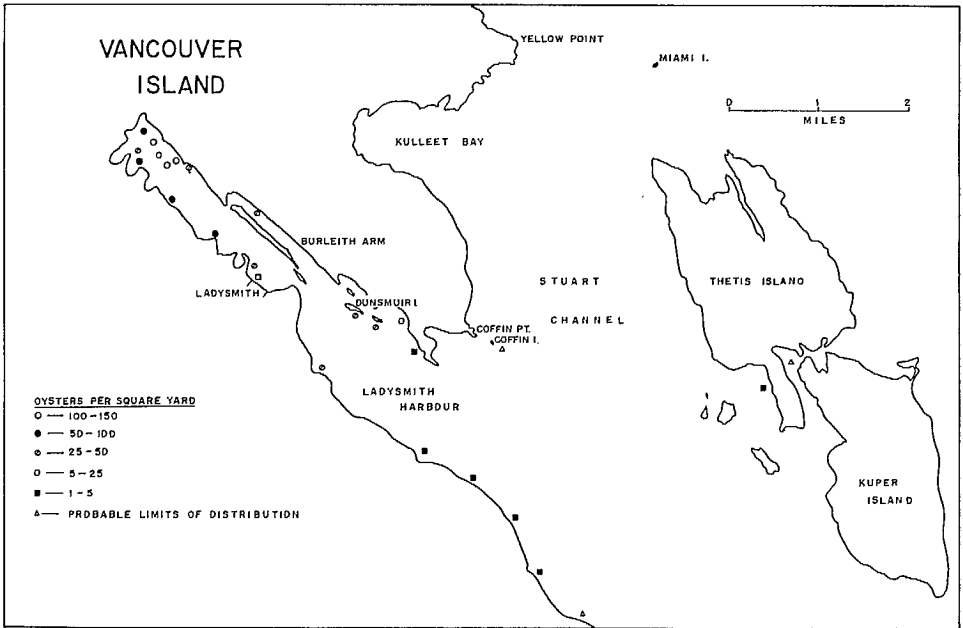 VANCOUVER
ISLAND
YELLOW POINT
MIAMI I.
0 1 2
MILES
KULLEET BAY
BURLEITH ARM
LADYSMITH
DUNSMUIR I.
STUART
CHANNEL
THETIS ISLAND
COFFIN PT.
COFFIN I.
LADYSMITH
HARBOUR
KUPER
ISLAND
OYSTERS PER SQUARE YARD
— 100-150
— 50-100
— 25-50
— 5-25
— 1-5
— PROBABLE LIMITS OF DISTRIBUTION